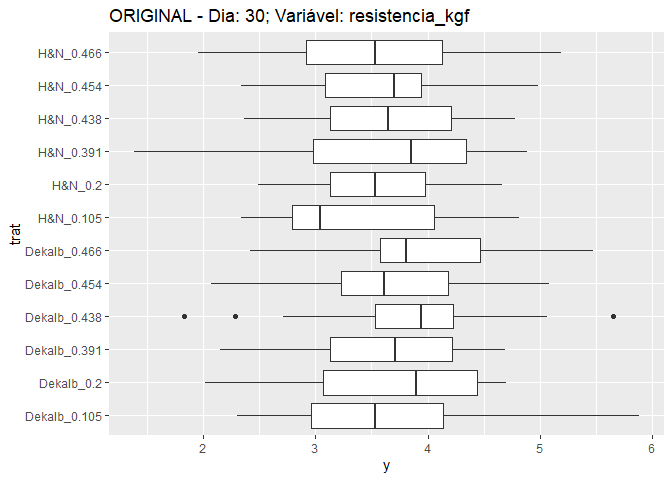 ORIGINAL - Dia: 30; Variável: resistencia_kgf
H&N_0.466
H&N_0.454
H&N_0.438
H&N_0.391
H&N_0.2
H&N_0.105
Dekalb_0.466
Dekalb_0.454
Dekalb_0.438
Dekalb_0.391
Dekalb_0.2
Dekalb_0.105
trat
2 3 4 5 6
y